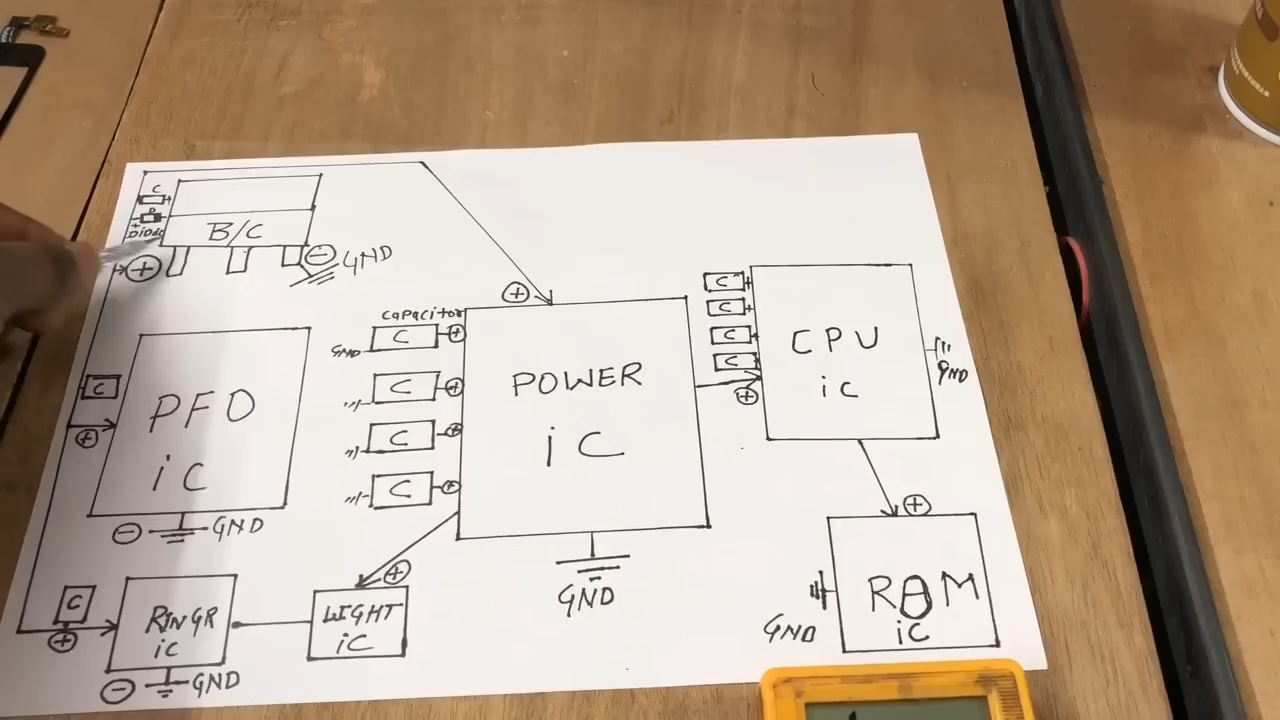 C
D
+
Diode
B/C
+
−
GND
+
capacitor
C
+
GND
C
+
C
+
C
+
POWER
iC
GND
C
C
C
C
+
CPU
iC
GND
C
+
PFO
iC
−
GND
+
LIGHT
iC
C
+
RINGR
iC
−
GND
+
iC
GND